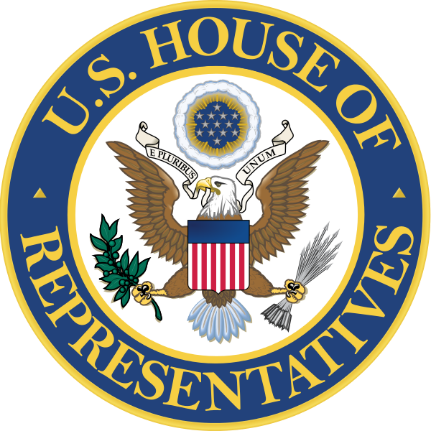 U.S. HOUSE OF
REPRESENTATIVES
E PLURIBUS
UNUM